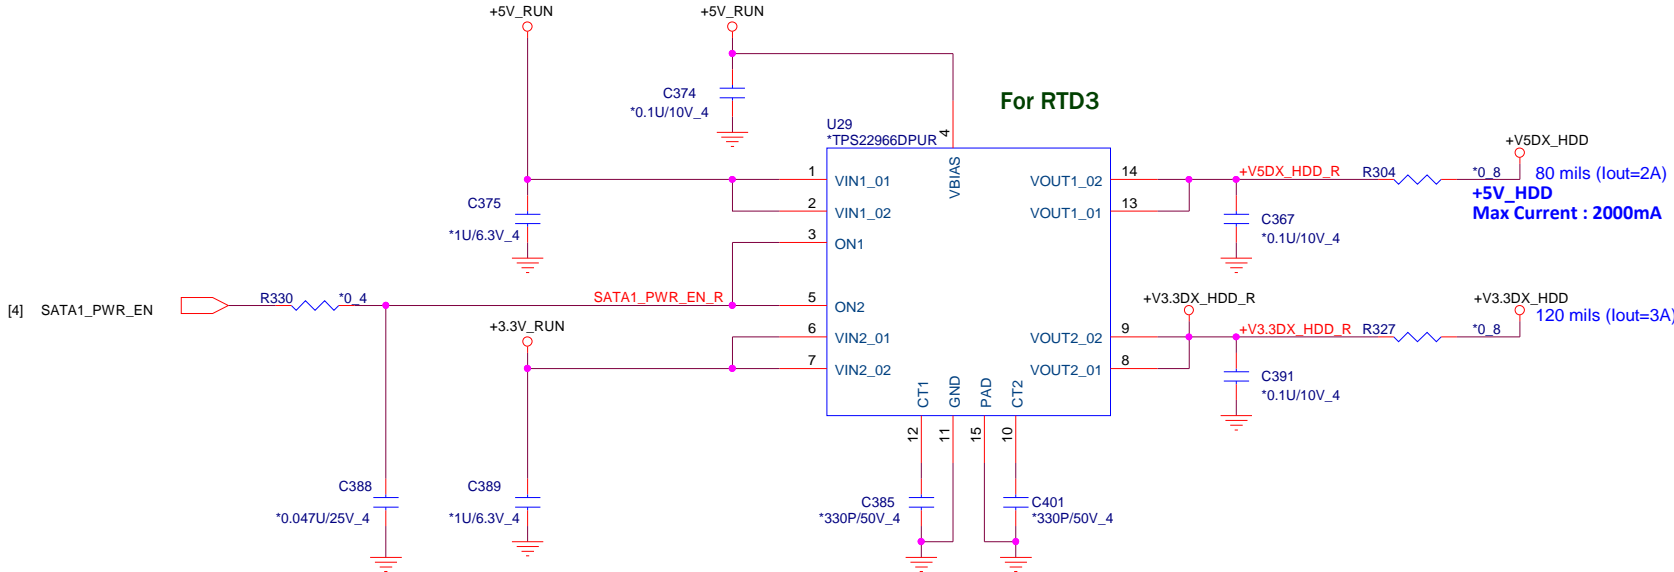 +5V_RUN
+5V_RUN
C374
*0.1U/10V_4
For RTD3
U29
*TPS22966DPUR
4
VBIAS
+V5DX_HDD
1
VIN1_01
VOUT1_02
14
+V5DX_HDD_R
R304
*0_8
80 mils (Iout=2A)
+5V_HDD
Max Current : 2000mA
C375
*1U/6.3V_4
2
VIN1_02
VOUT1_01
13
C367
*0.1U/10V_4
3
ON1
[4]
SATA1_PWR_EN
R330
*0_4
SATA1_PWR_EN_R
5
ON2
+V3.3DX_HDD_R
+V3.3DX_HDD
120 mils (Iout=3A)
+3.3V_RUN
6
VIN2_01
VOUT2_02
9
+V3.3DX_HDD_R
R327
*0_8
7
VIN2_02
VOUT2_01
8
C391
*0.1U/10V_4
CT1
GND
PAD
CT2
12
11
15
10
C388
*0.047U/25V_4
C389
*1U/6.3V_4
C385
*330P/50V_4
C401
*330P/50V_4